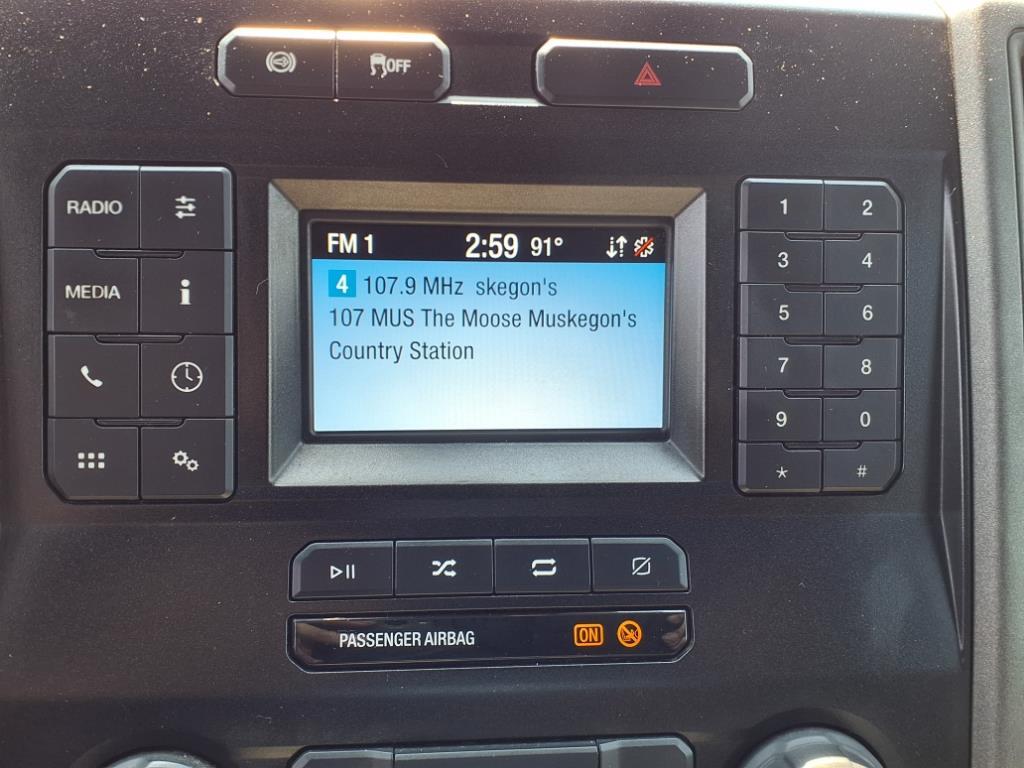 OFF
RADIO
MEDIA
FM 1 2:59 91°
4 107.9 MHz skegon's
107 MUS The Moose Muskegon's
Country Station
1 2
3 4
5 6
7 8
9 0
* #
PASSENGER AIRBAG ON